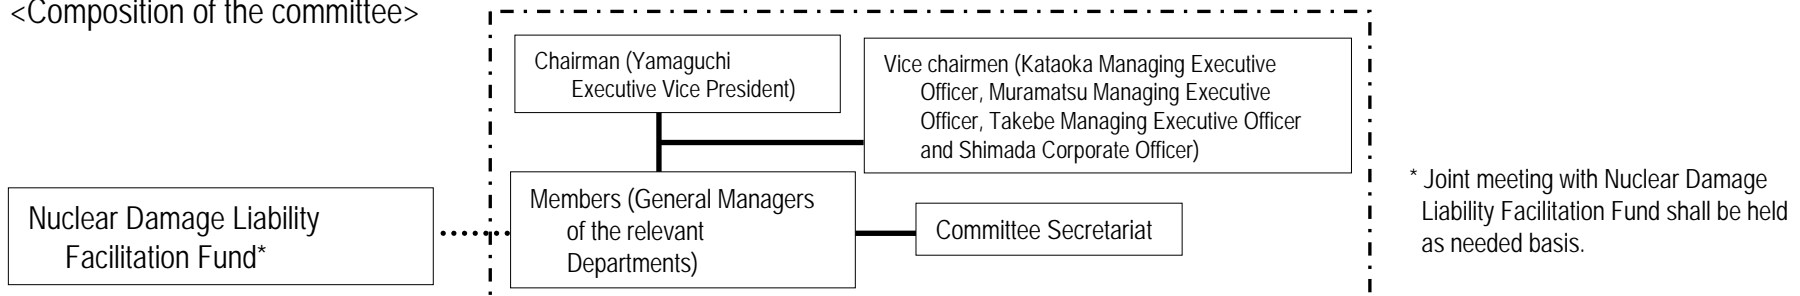 <Composition of the committee>
Chairman (Yamaguchi
Executive Vice President)
Vice chairmen (Kataoka Managing Executive
Officer, Muramatsu Managing Executive
Officer, Takebe Managing Executive Officer
and Shimada Corporate Officer)
Nuclear Damage Liability
Facilitation Fund*
Members (General Managers
of the relevant
Departments)
Committee Secretariat
* Joint meeting with Nuclear Damage
Liability Facilitation Fund shall be held
as needed basis.